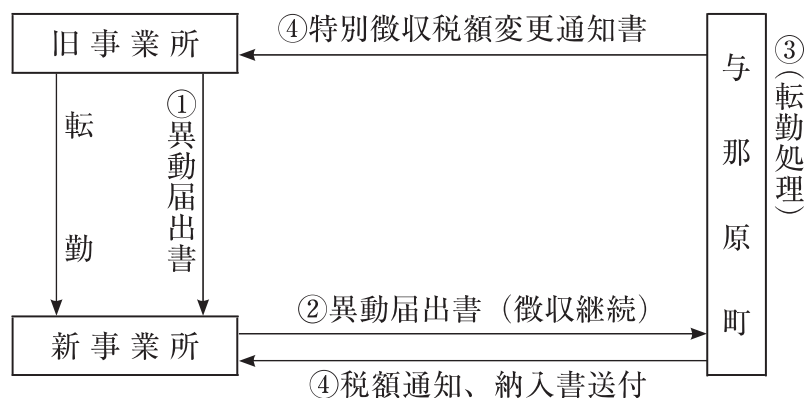 旧事業所
④特別徴収税額変更通知書
与那原町
③(転勤処理)
転勤
①異動届出書
②異動届出書（徴収継続）
新事業所
④税額通知、納入書送付